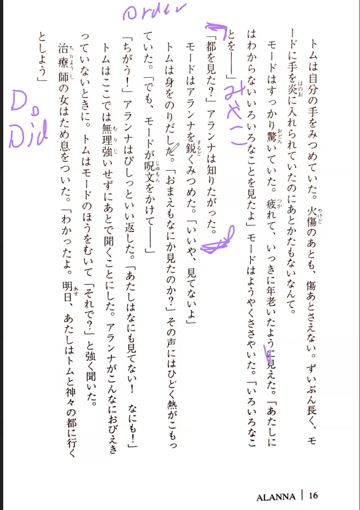 order
トムは自分の手をみつめていた。火傷のあとも、傷あとさえない。ずいぶん長く、モ
ードに手を炎に入れられていたのにあとかたもないなんて。
モードはすっかり驚いていた。疲れて、いっきに年老いたように見えた。「あたしに
はわからないいろいろなことを見たよ」モードはようやくささやいた。「いろいろなこ
とを――」
みやこ
「都を見た？」アランナは知りたがった。
モードはアランナを鋭くみつめた。「いいや、見てないよ」
トムは身をのりだした。「おまえもなにか見たのか？」その声にはひどく熱がこもっ
ていた。「でも、モードが呪文をかけて――」
「ちがう！」アランナはぴしっといい返した。「あたしはなにも見てない！　なにも！」
トムはここでは無理強いせずにあとで聞くことにした。アランナがこんなにおびえき
っていないときに。トムはモードのほうをむいて「それで？」と強く聞いた。
治療師の女はため息をついた。「わかったよ。明日、あたしはトムと神々の都に行く
としよう」
Do
Did
ALANNA | 16